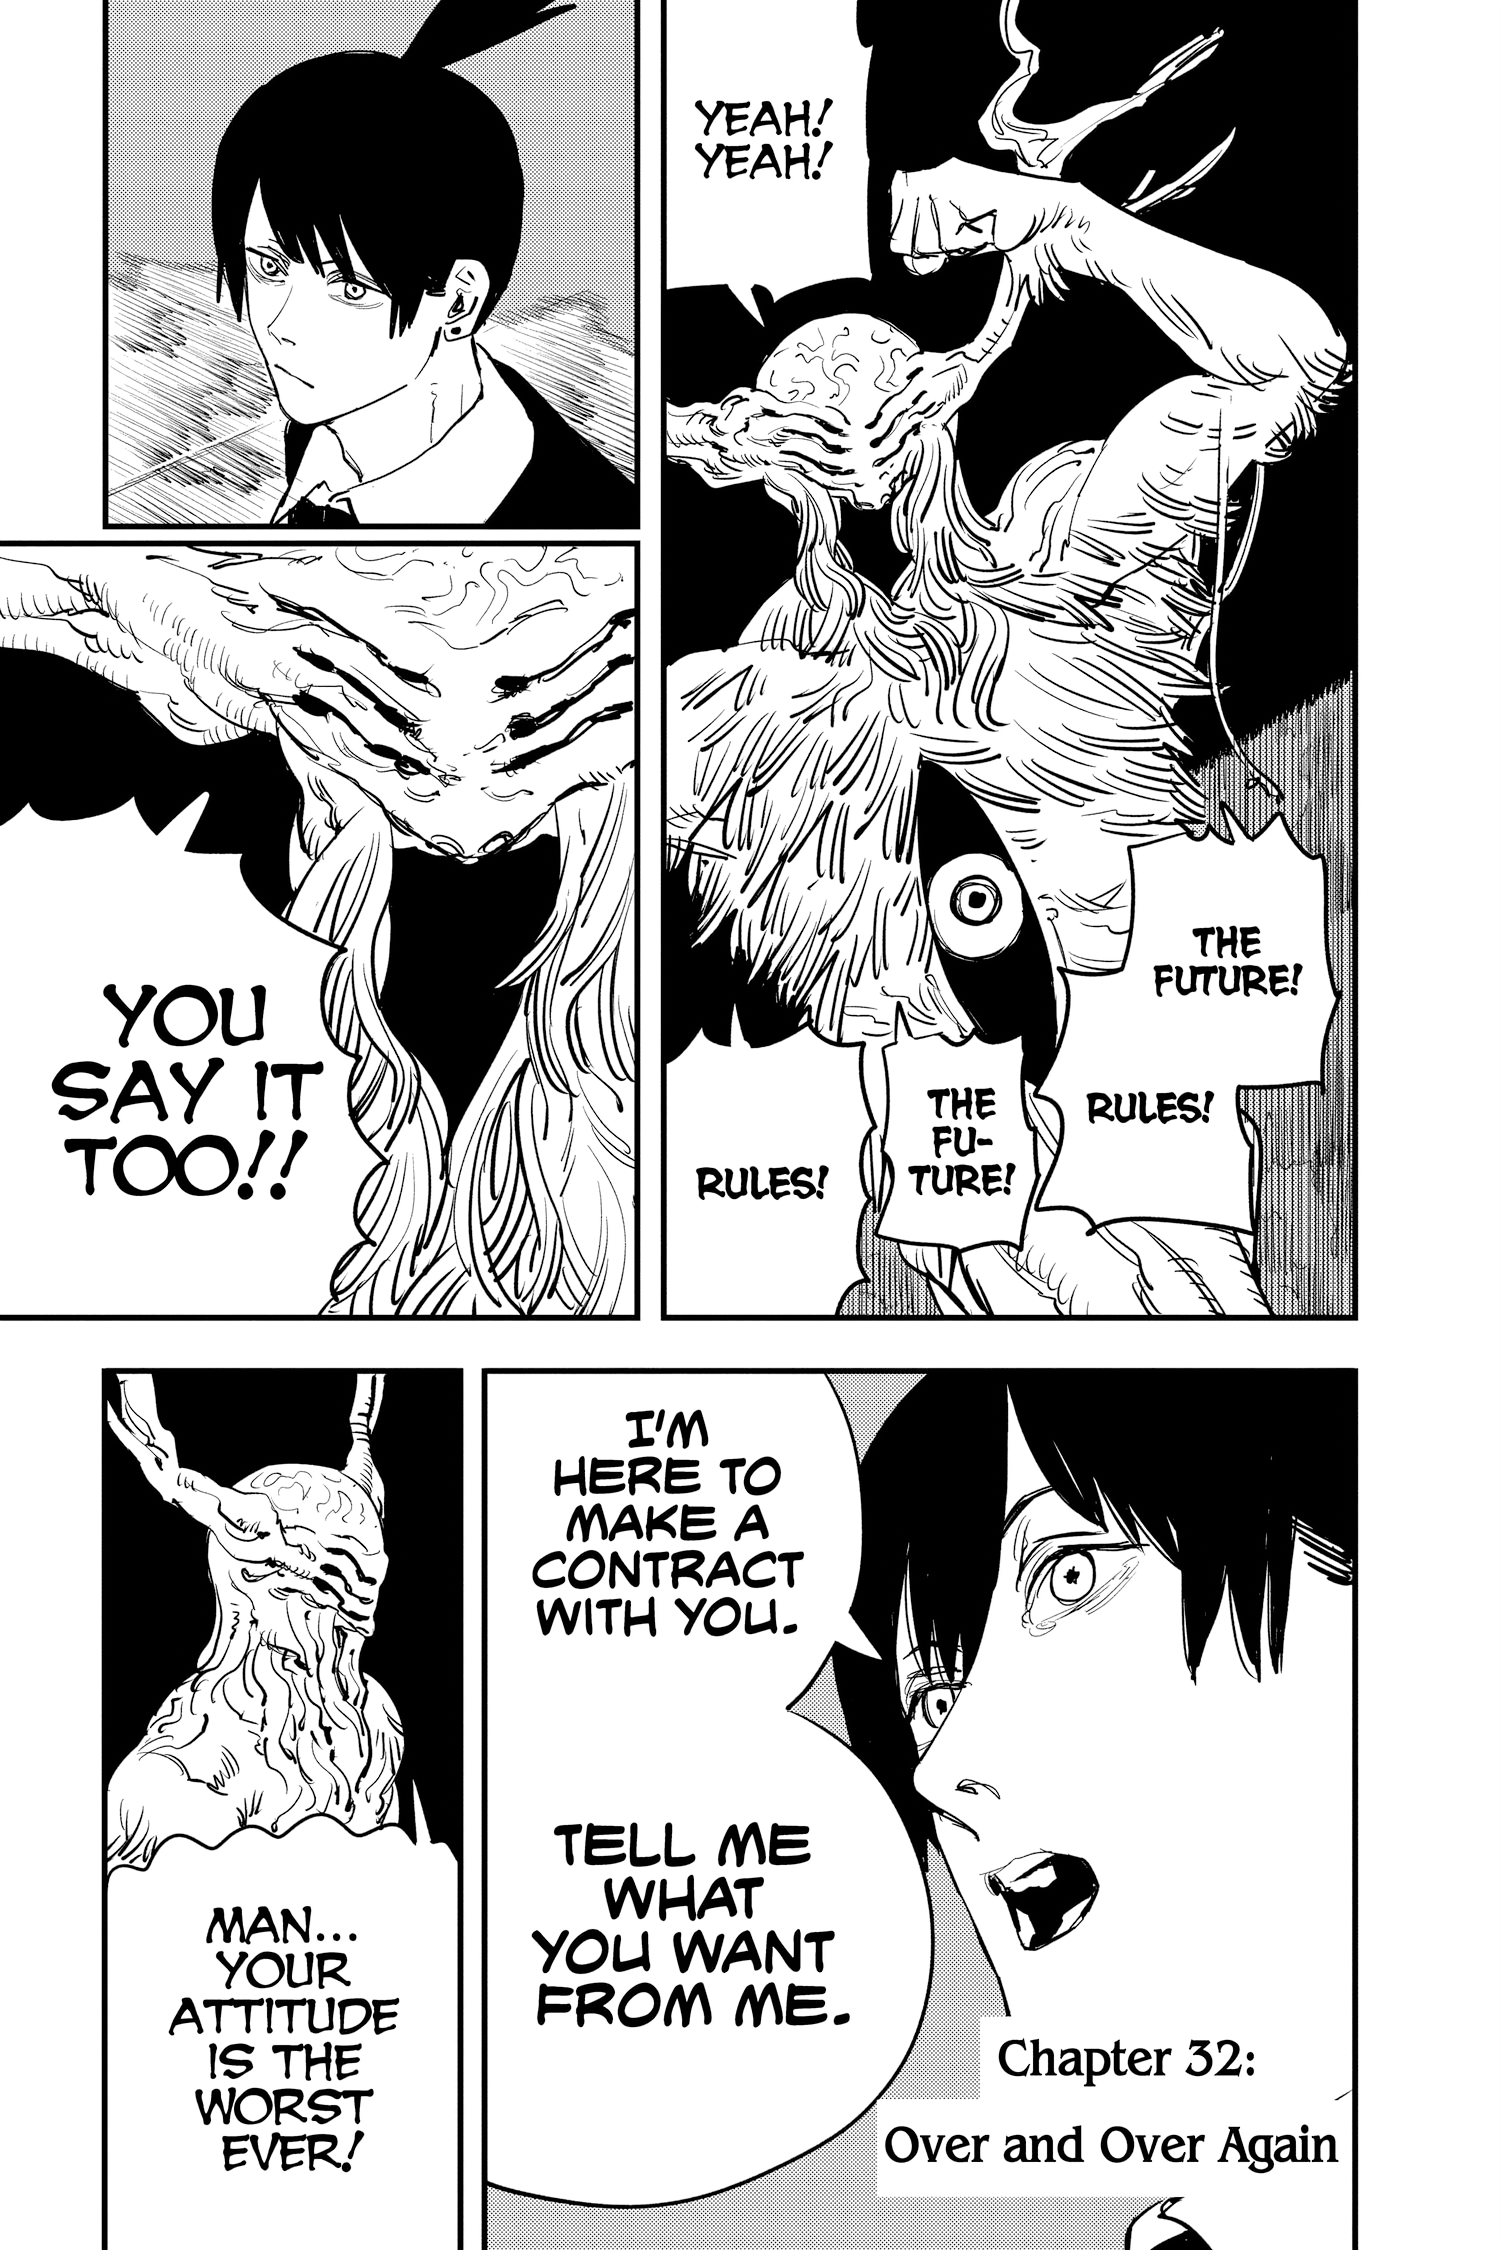 YEAH!
YEAH!
THE
FUTURE!
RULES!
THE
FU-
TURE!
RULES!
YOU
SAY IT
TOO!!
I'M
HERE TO
MAKE A
CONTRACT
WITH YOU.
TELL ME
WHAT
YOU WANT
FROM ME.
Chapter 32:
Over and Over Again
MAN...
YOUR
ATTITUDE
IS THE
WORST
EVER!